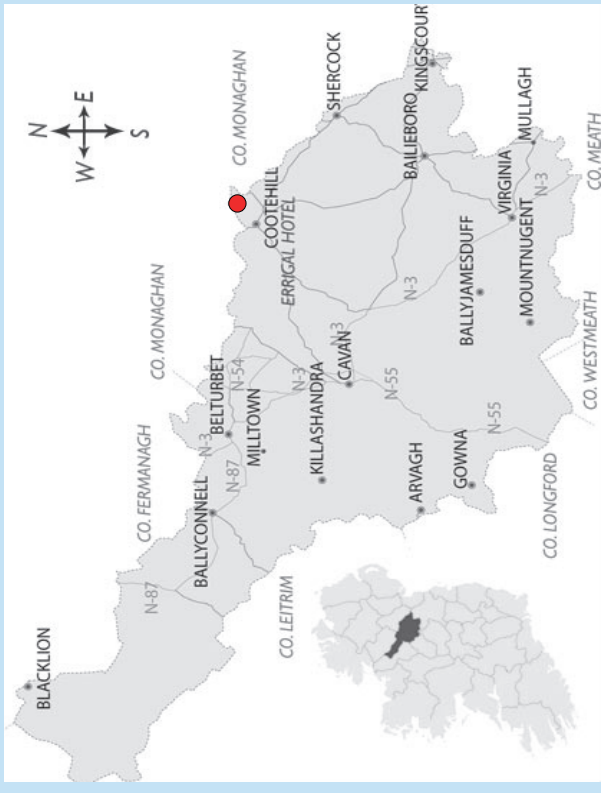 N
W E
S
BLACKLION
N-87
CO. FERMANAGH
CO. MONAGHAN
CO. MONAGHAN
BALLYCONNELL
N-3
BELTURBET
N-87
N-54
MILLTOWN
N-3
CO. LEITRIM
KILLASHANDRA
CAVAN
N-3
COOTEHILL
ERRIGAL HOTEL
SHERCOCK
KINGSCOURT
BAILIEBORO
N-55
N-3
ARVAGH
GOWNA
N-55
BALLYJAMESDUFF
VIRGINIA
MULLAGH
N-3
MOUNTNUGENT
CO. LONGFORD
CO. WESTMEATH
CO. MEATH